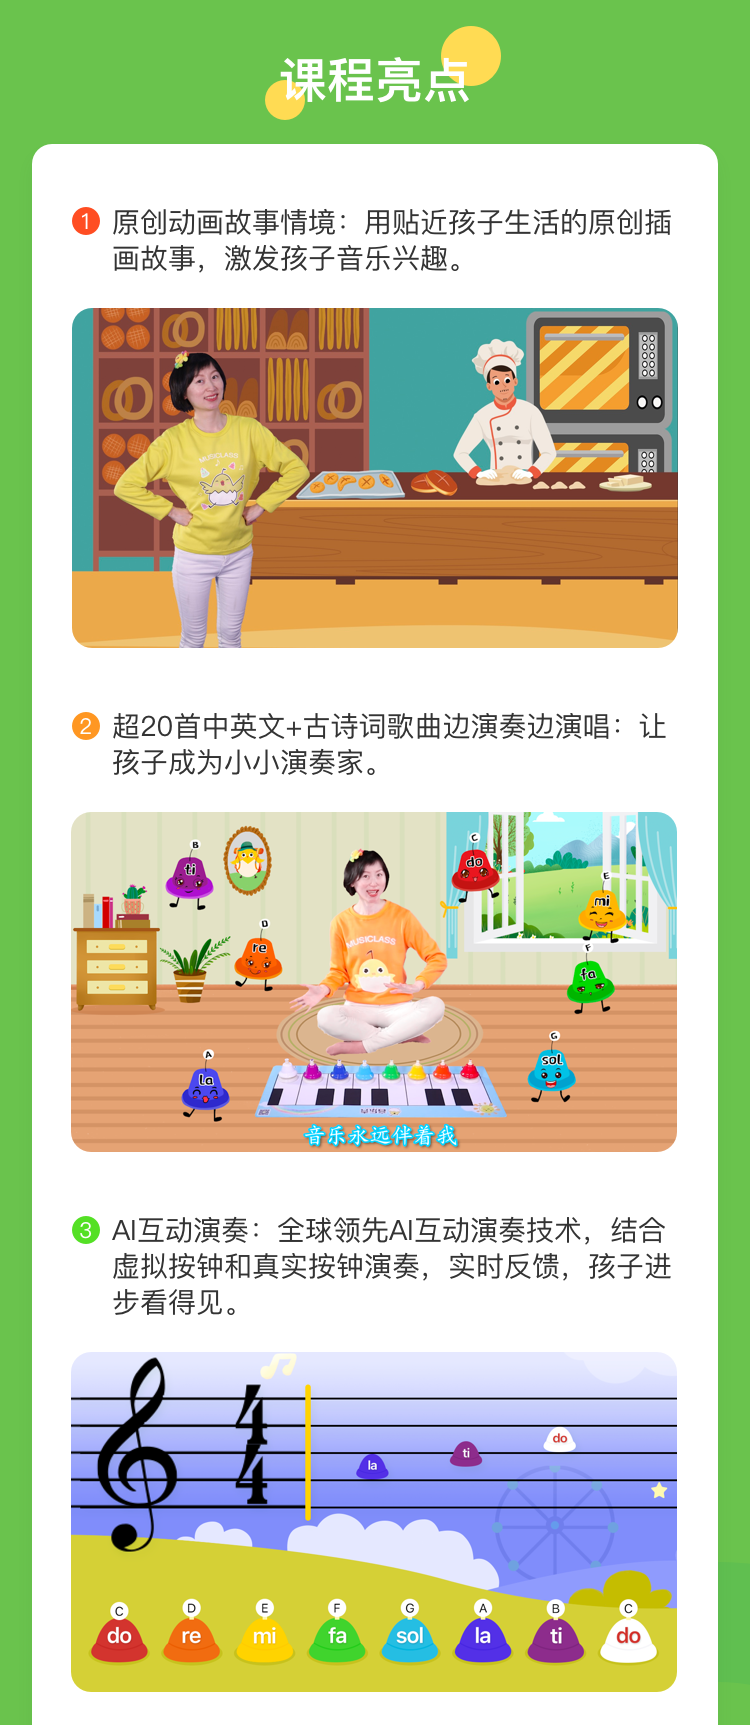 课程亮点
1 原创动画故事情境：用贴近孩子生活的原创插
画故事，激发孩子音乐兴趣。
MUSICLASS
2 超20首中英文+古诗词歌曲边演奏边演唱：让
孩子成为小小演奏家。
B
ti
C
do
E
mi
D
re
MUSICLASS
F
fa
G
sol
A
la
音乐永远伴着我
3 AI互动演奏：全球领先AI互动演奏技术，结合
虚拟按钟和真实按钟演奏，实时反馈，孩子进
步看得见。
4
4
la
ti
do
C D E F G A B C
do re mi fa sol la ti do